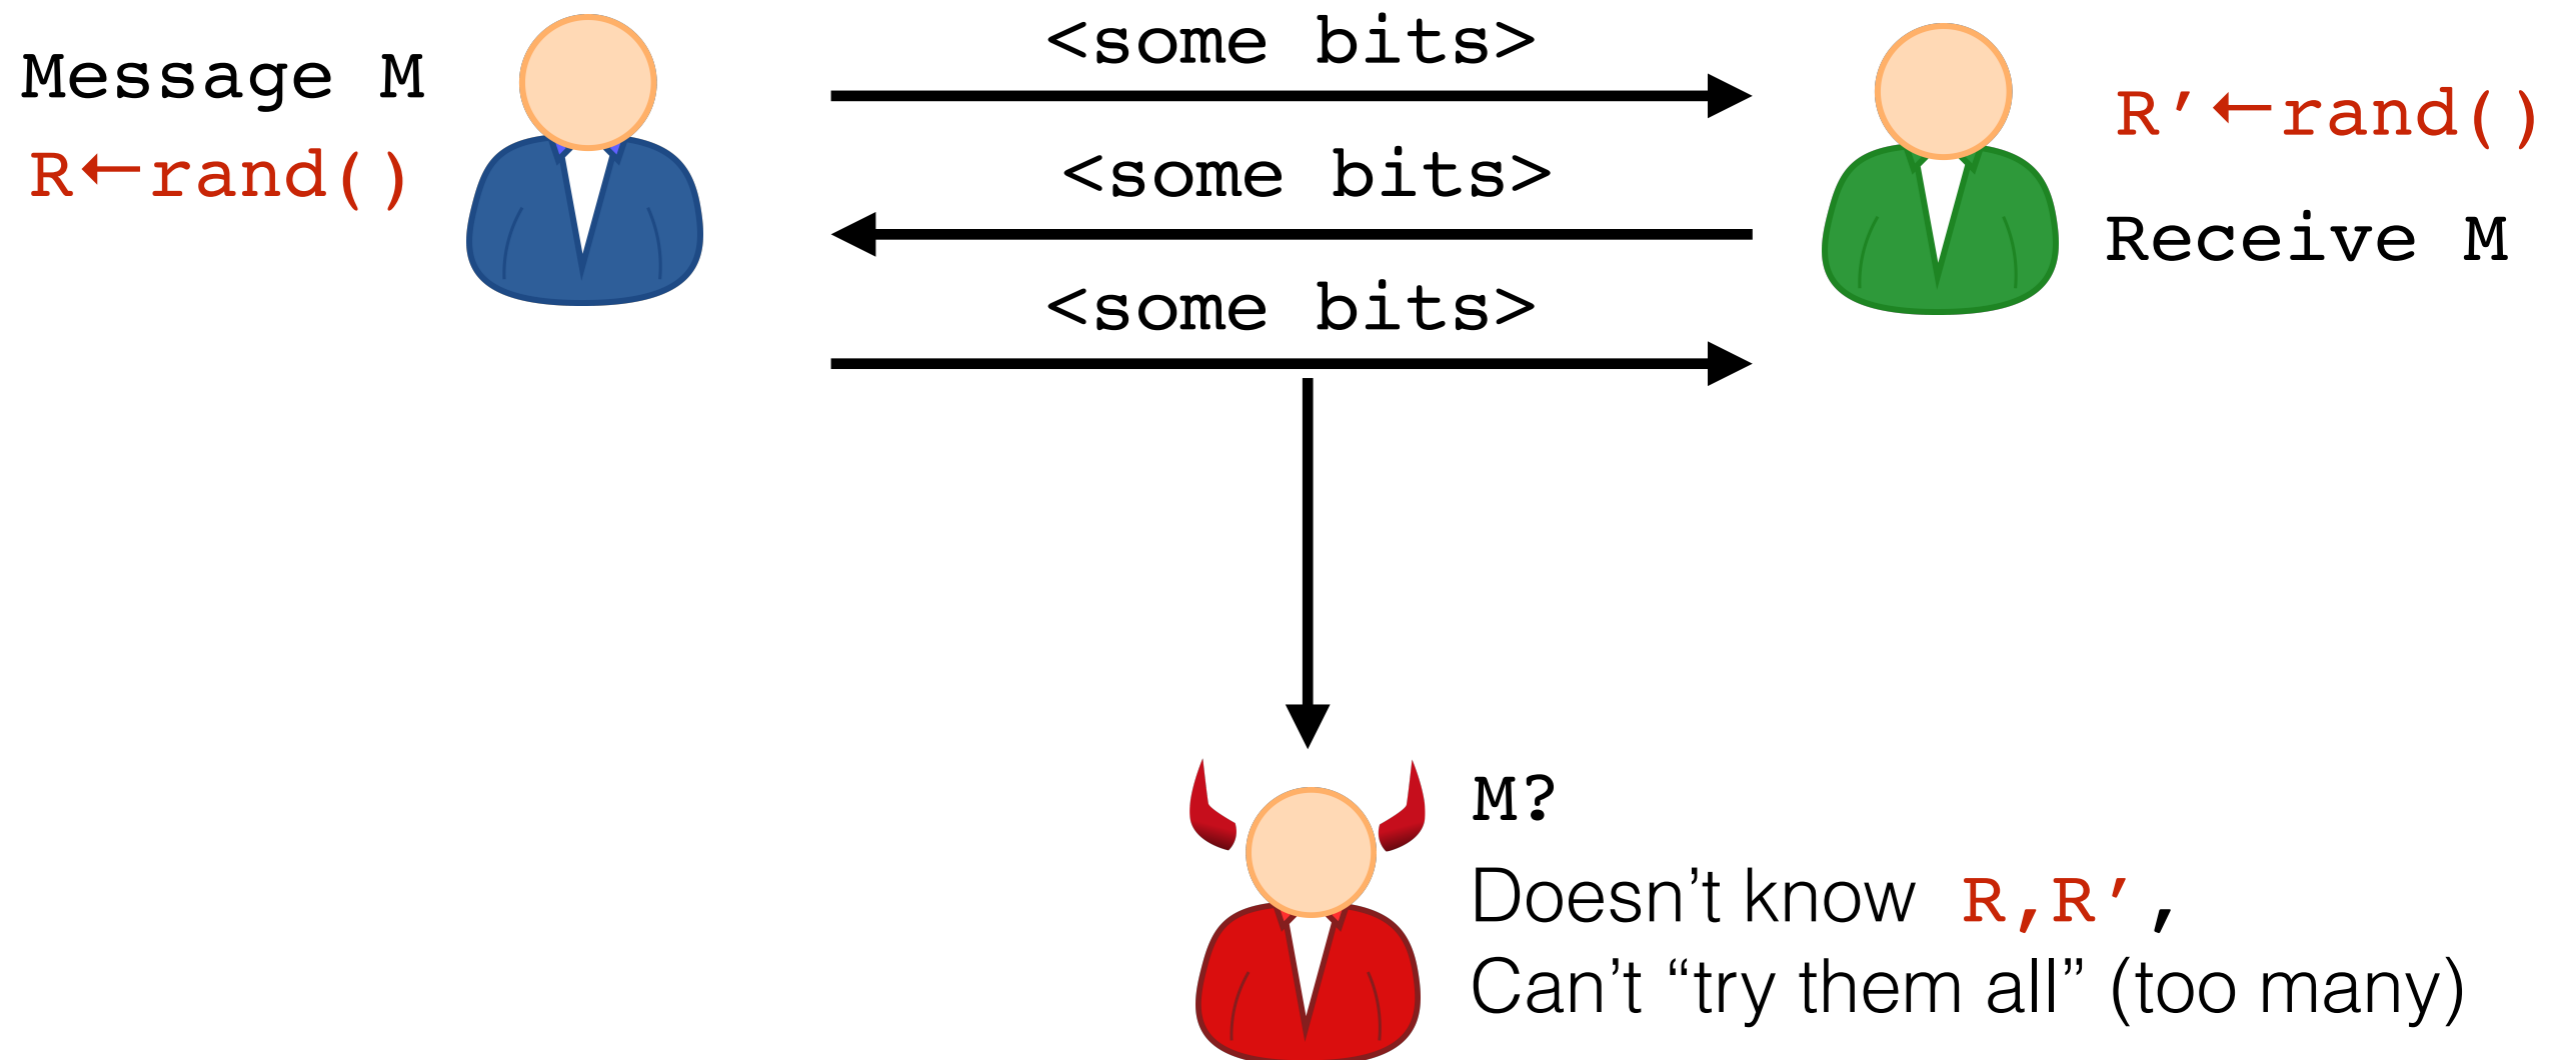 Message M
R←rand()
<some bits>
<some bits>
<some bits>
R’←rand()
Receive M
M?
Doesn’t know R,R’,
Can’t “try them all” (too many)